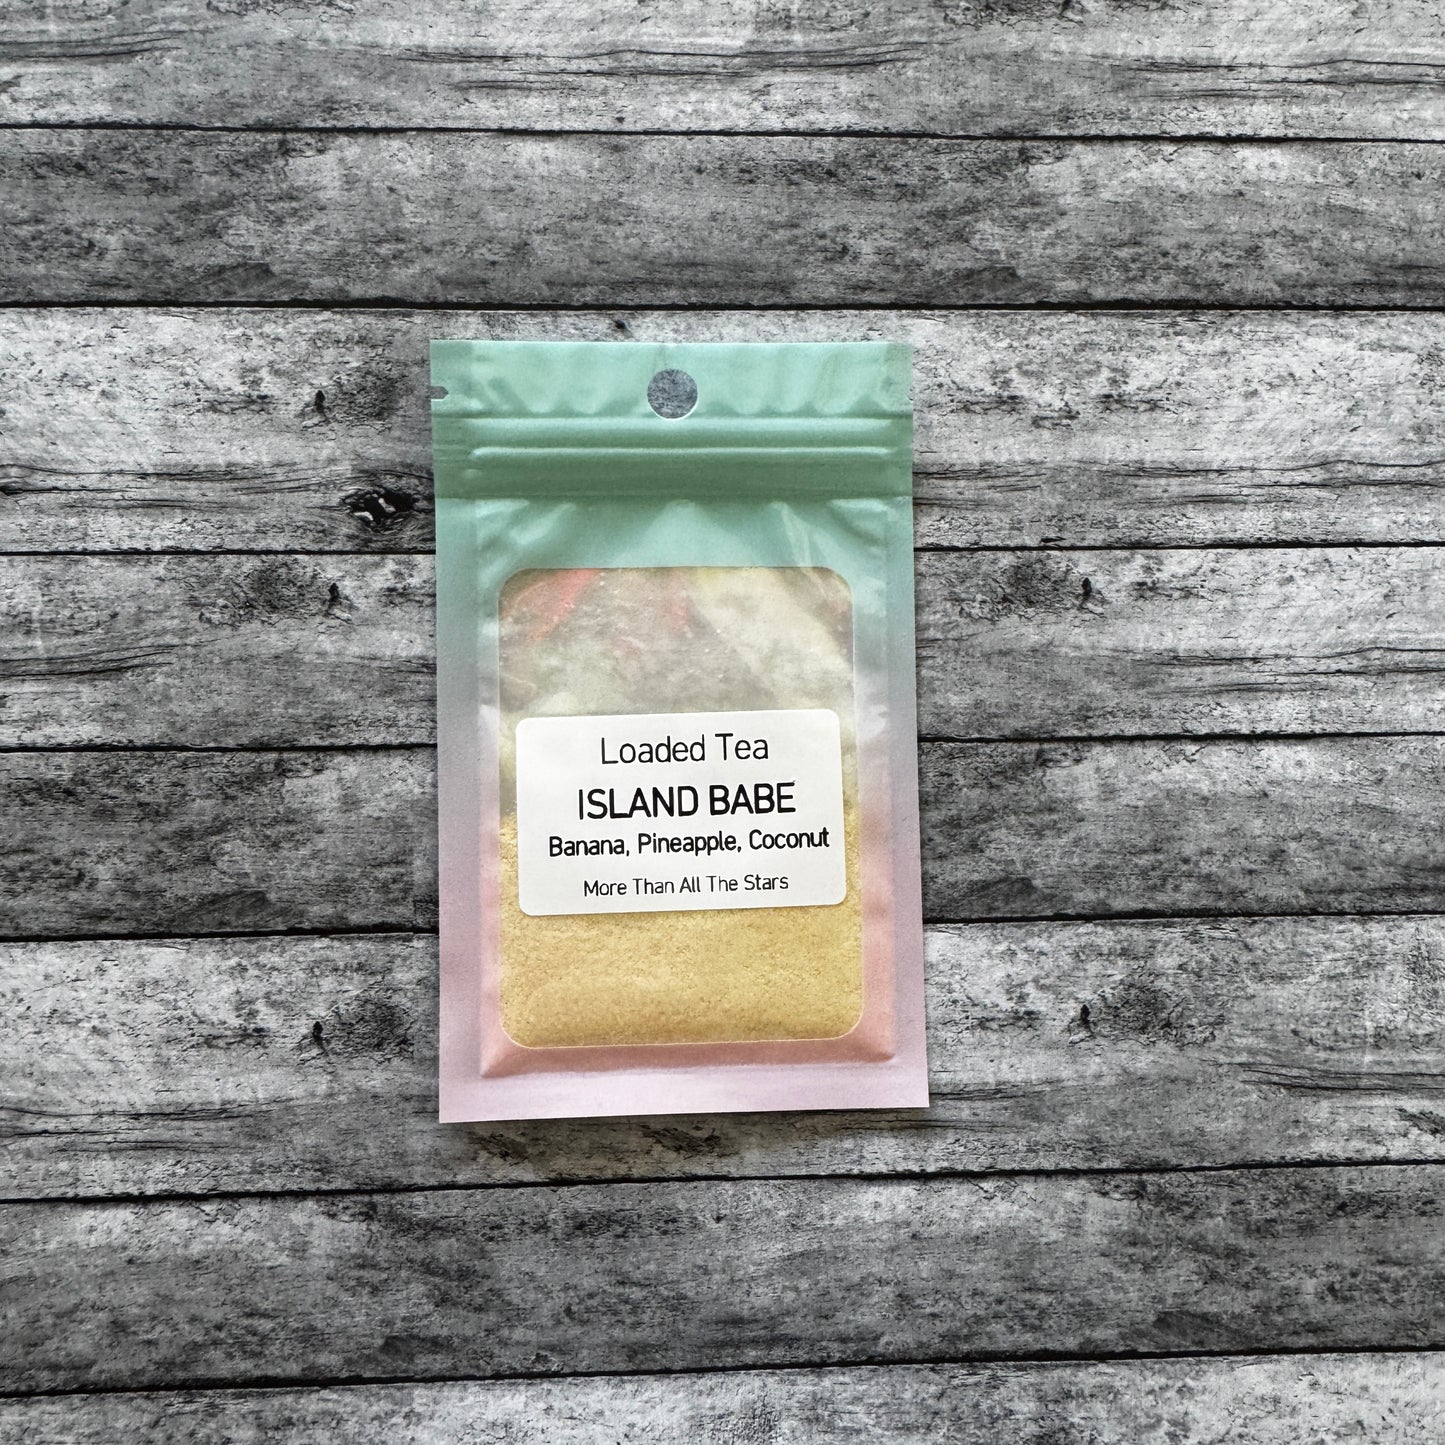 Loaded Tea
ISLAND BABE
Banana, Pineapple, Coconut
More Than All The Stars